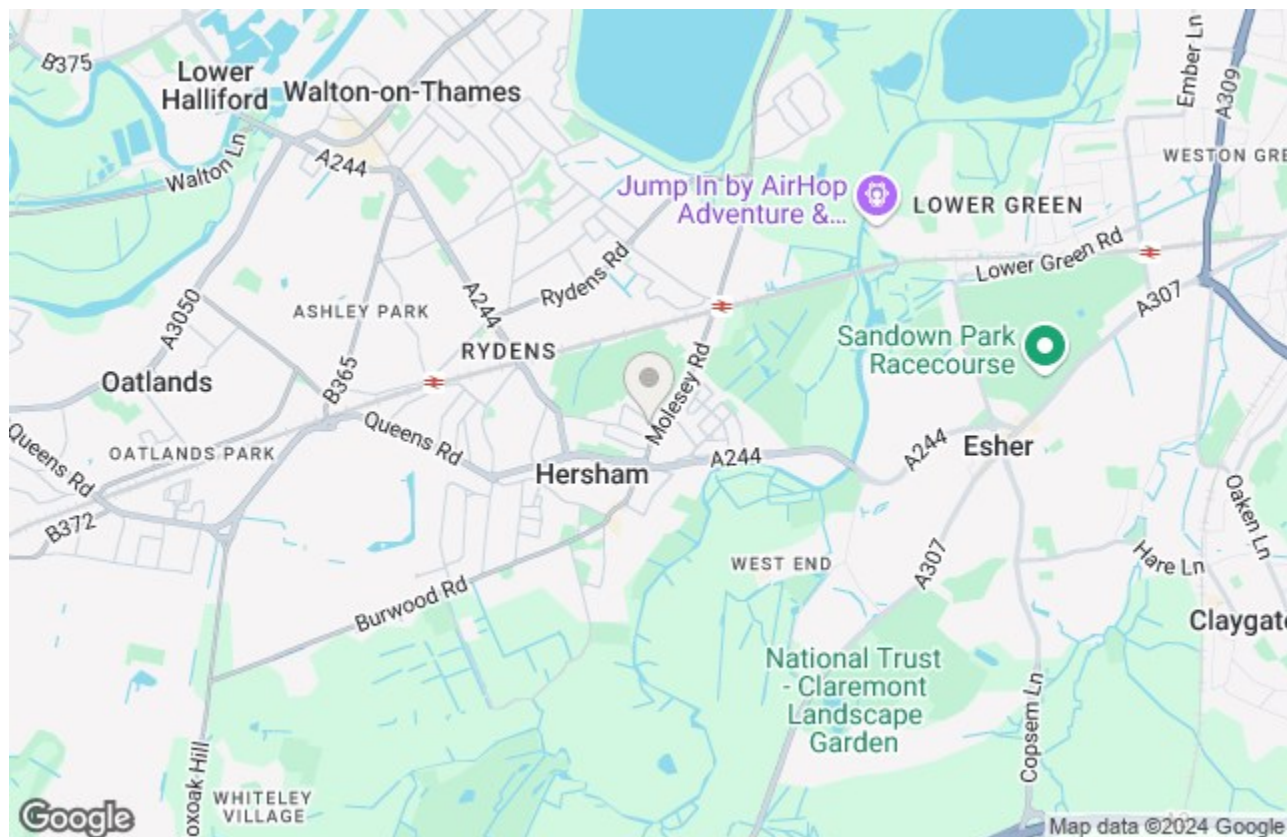 B375
Lower
Halliford
Walton-on-Thames
Ember Ln
A309
Walton Ln
A244
WESTON GRE
Jump In by AirHop
Adventure &...
LOWER GREEN
Rydens Rd
Lower Green Rd
A3050
ASHLEY PARK
A244
A307
RYDENS
Sandown Park
Racecourse
Oatlands
B365
Molesey Rd
Queens Rd
Queens Rd
OATLANDS PARK
Hersham
A244
A244
Esher
B372
Oaken Ln
WEST END
A307
Hare Ln
Burwood Rd
Claygate
National Trust
- Claremont
Landscape
Garden
Copsem Ln
oxoak Hill
WHITELEY
VILLAGE
Google
Map data ©2024 Google